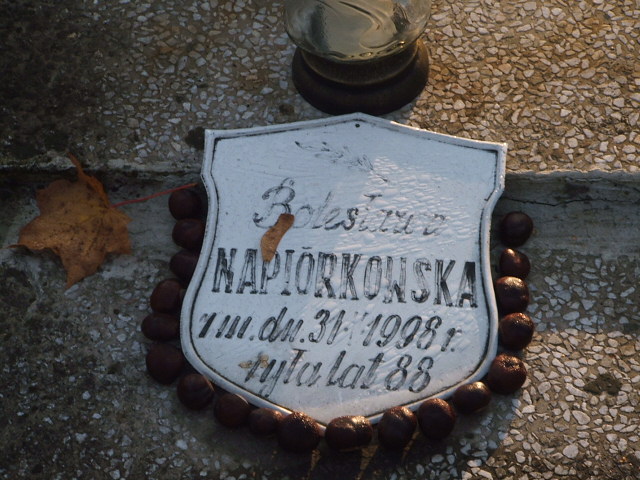 Bolesława
NAPIÓRKOWSKA
zm. dn. 31 1998 r.
żyła lat 88